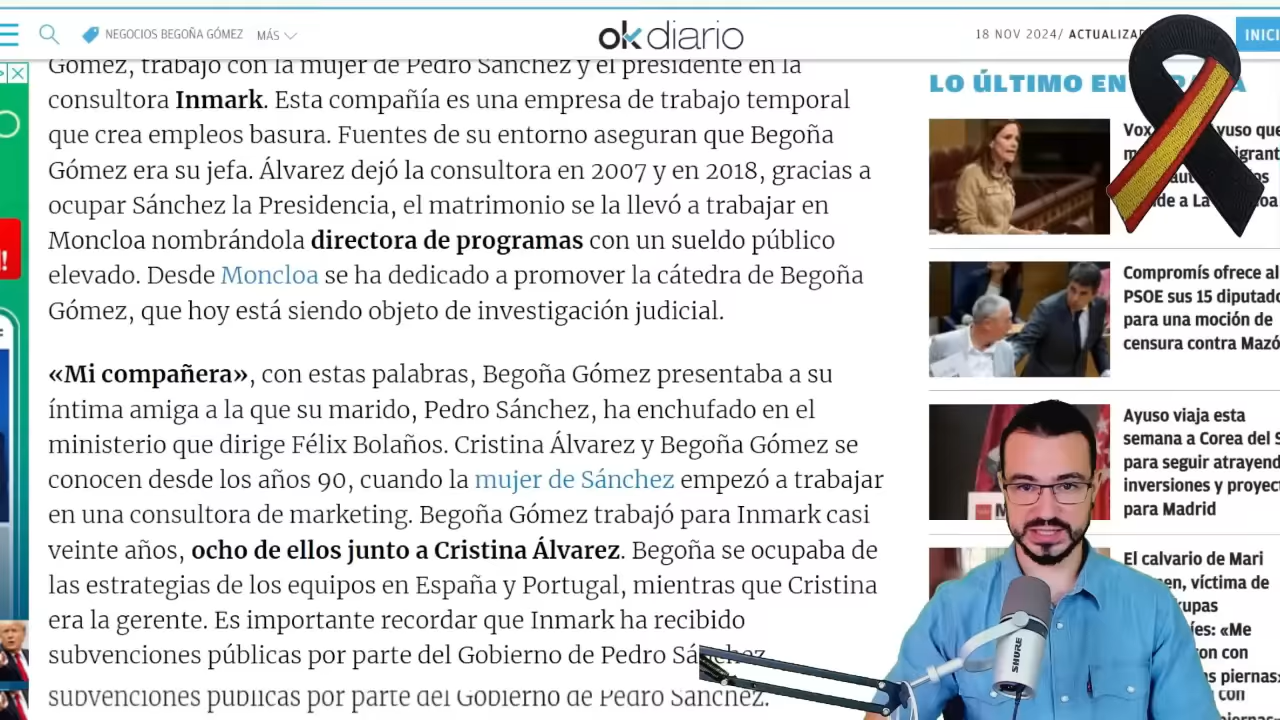 NEGOCIOS BEGOÑA GÓMEZ
MÁS
okdiario
18 NOV 2024/ ACTUALIZA
INICI
Gómez, trabajó con la mujer de Pedro Sánchez y el presidente en la
consultora Inmark. Esta compañía es una empresa de trabajo temporal
que crea empleos basura. Fuentes de su entorno aseguran que Begoña
Gómez era su jefa. Álvarez dejó la consultora en 2007 y en 2018, gracias a
ocupar Sánchez la Presidencia, el matrimonio se la llevó a trabajar en
Moncloa nombrándola directora de programas con un sueldo público
elevado. Desde Moncloa se ha dedicado a promover la cátedra de Begoña
Gómez, que hoy está siendo objeto de investigación judicial.
«Mi compañera», con estas palabras, Begoña Gómez presentaba a su
íntima amiga a la que su marido, Pedro Sánchez, ha enchufado en el
ministerio que dirige Félix Bolaños. Cristina Álvarez y Begoña Gómez se
conocen desde los años 90, cuando la mujer de Sánchez empezó a trabajar
en una consultora de marketing. Begoña Gómez trabajó para Inmark casi
veinte años, ocho de ellos junto a Cristina Álvarez. Begoña se ocupaba de
las estrategias de los equipos en España y Portugal, mientras que Cristina
era la gerente. Es importante recordar que Inmark ha recibido
subvenciones públicas por parte del Gobierno de Pedro Sánchez.
subvenciones públicas por parte del Gobierno de Pedro Sánchez.
LO ÚLTIMO EN
Vox
que
a La
Compromís ofrece al
PSOE sus 15 diputado
para una moción de
censura contra Mazó
Ayuso viaja esta
semana a Corea del S
para seguir atrayend
inversiones y proyect
para Madrid
El calvario de Mari
víctima de
«Me
con
piernas
con
SHURE